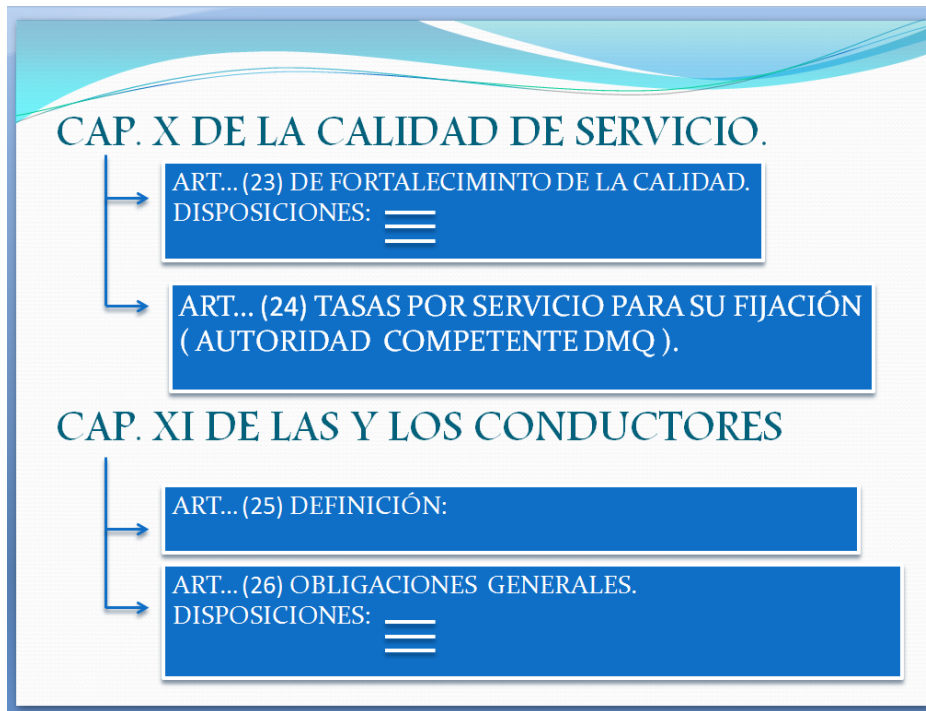 CAP. X DE LA CALIDAD DE SERVICIO.
ART... (23) DE FORTALECIMINTO DE LA CALIDAD.
DISPOSICIONES:
ART... (24) TASAS POR SERVICIO PARA SU FIJACIÓN
( AUTORIDAD COMPETENTE DMQ ).
CAP. XI DE LAS Y LOS CONDUCTORES
ART... (25) DEFINICIÓN:
ART... (26) OBLIGACIONES GENERALES.
DISPOSICIONES: